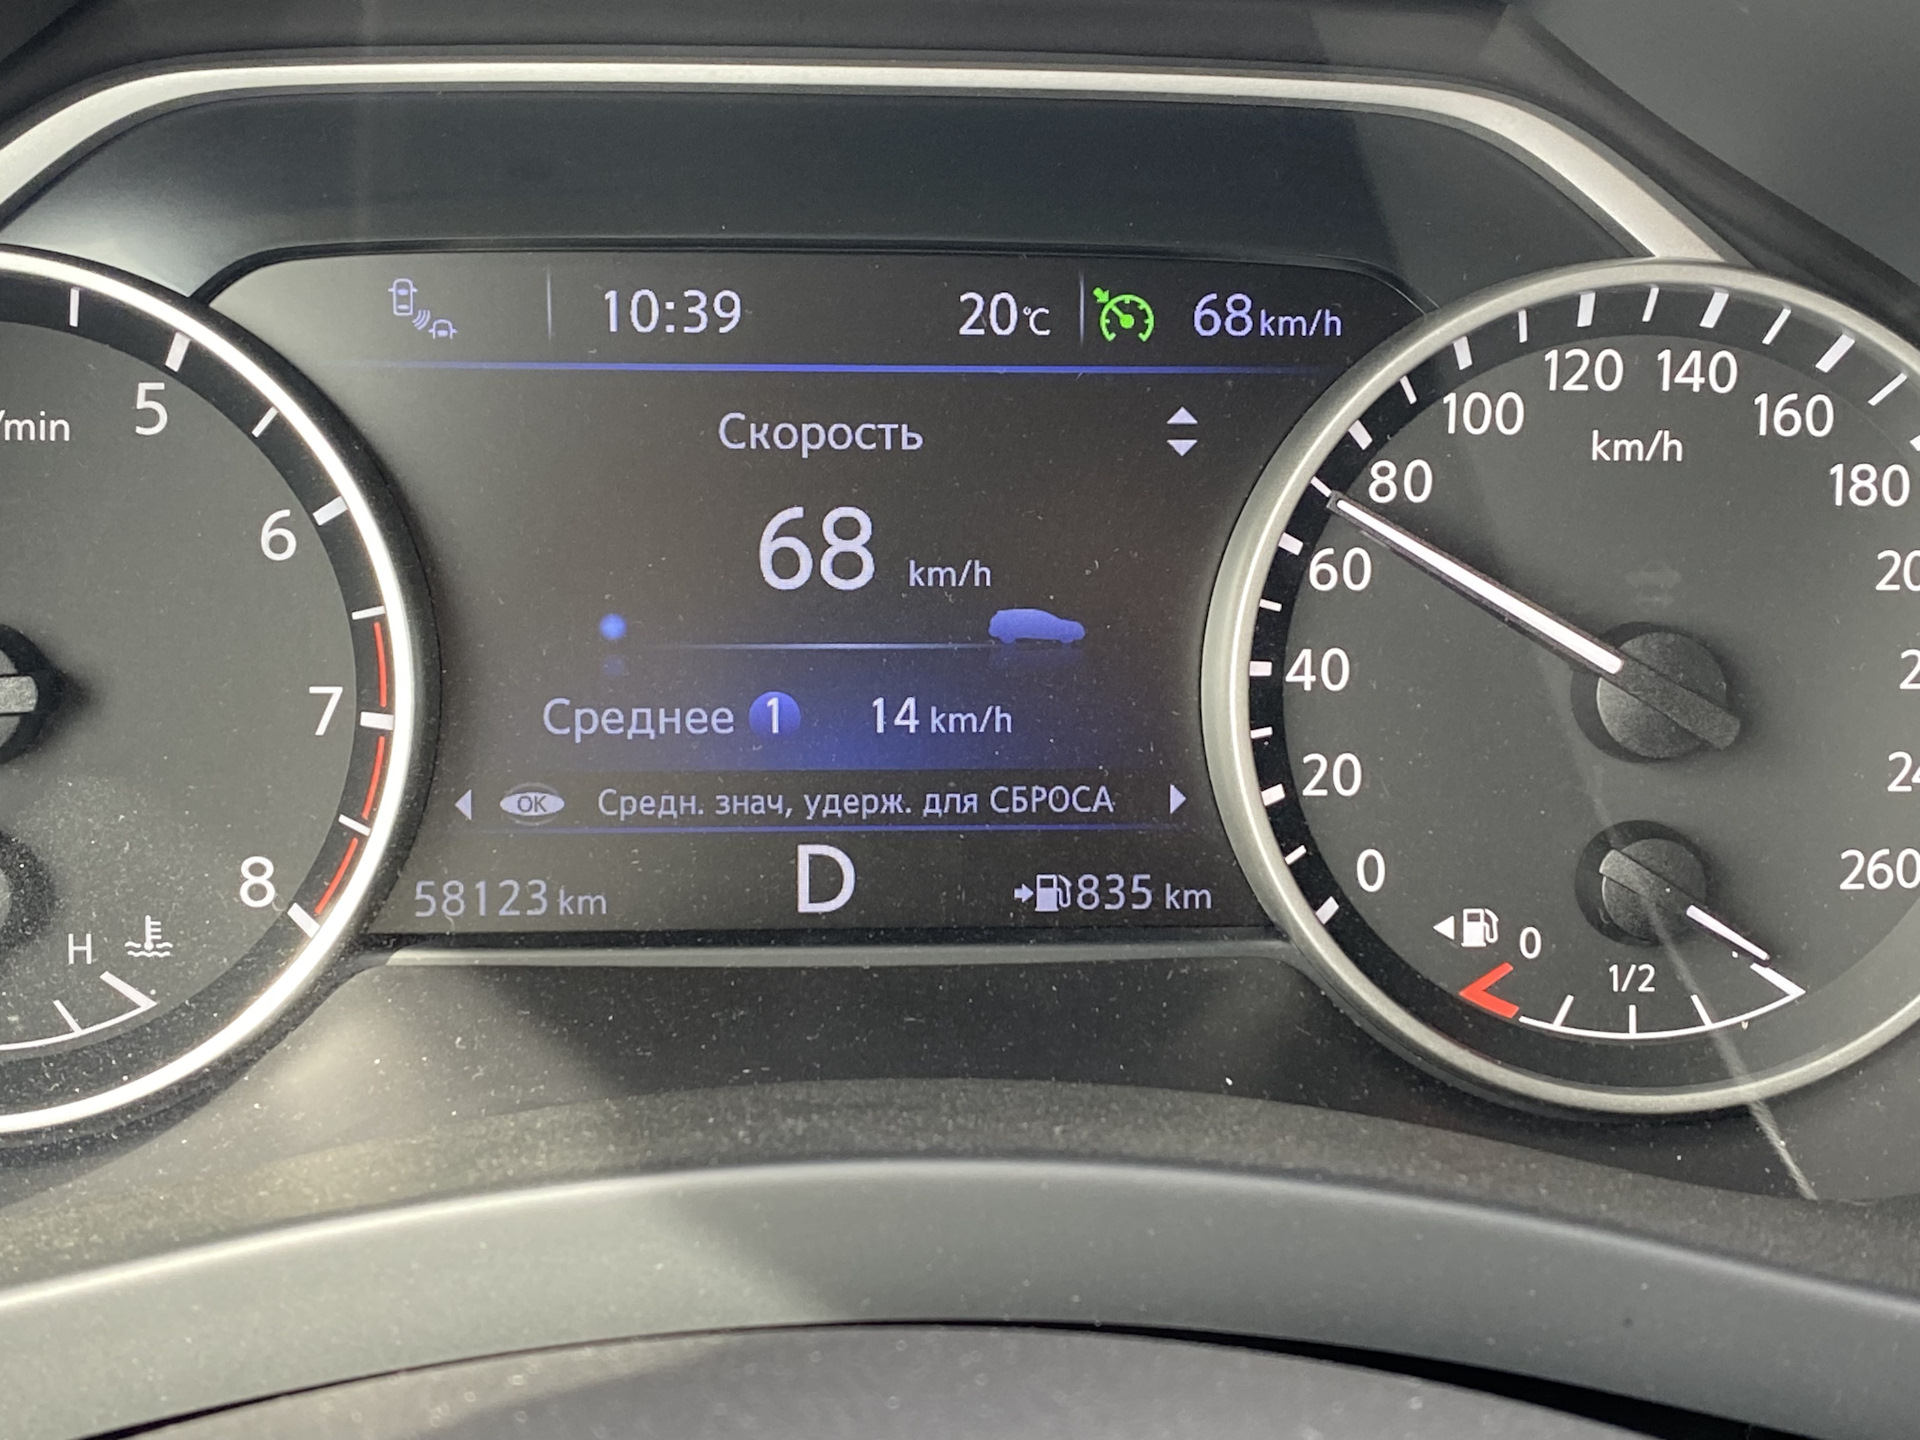 10:39 20°C 68 km/h
Скорость
68 km/h
Среднее 1 14 km/h
OK Средн. знач, удерж. для СБРОСА
58123 km D 835 km
/min
5
6
7
8
H
0
20
40
60
80
100
120
140
160
180
260
km/h
0
1/2